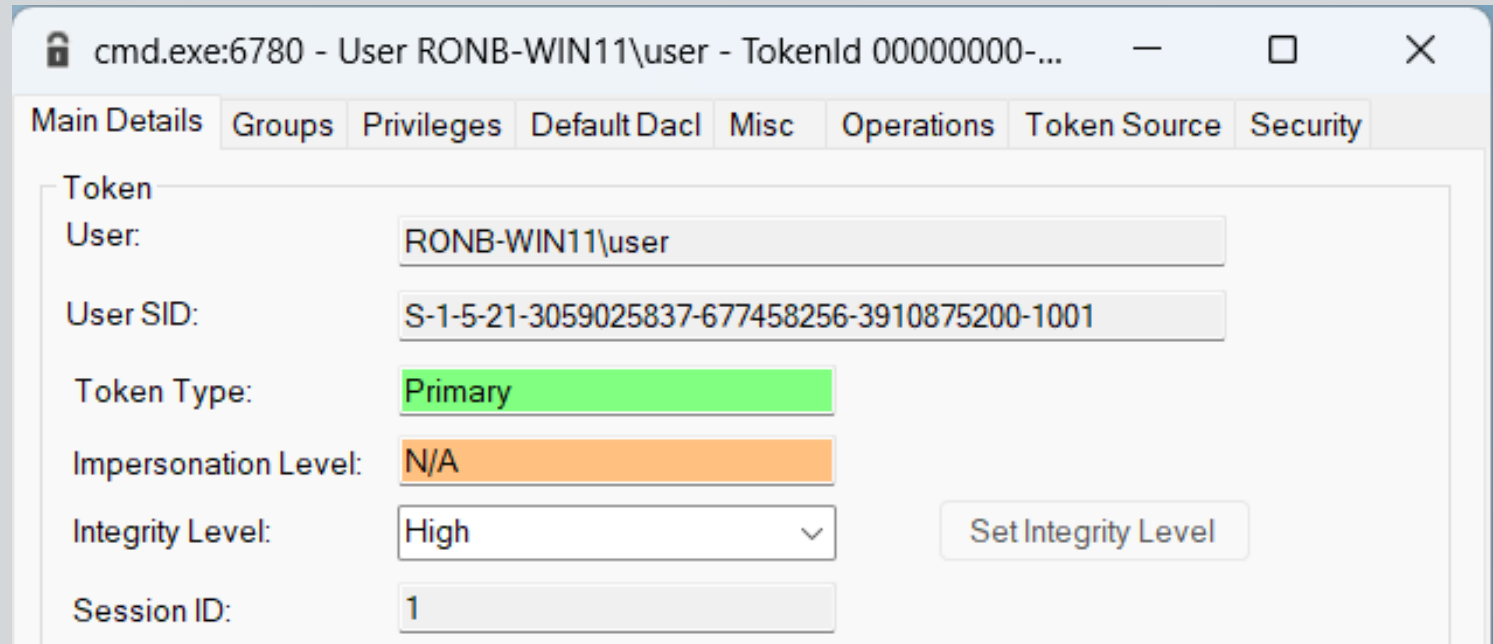 cmd.exe:6780 - User RONB-WIN11\user - TokenId 00000000-...
Main Details Groups Privileges Default Dacl Misc Operations Token Source Security
Token
User: RONB-WIN11\user
User SID: S-1-5-21-3059025837-677458256-3910875200-1001
Token Type: Primary
Impersonation Level: N/A
Integrity Level: High Set Integrity Level
Session ID: 1